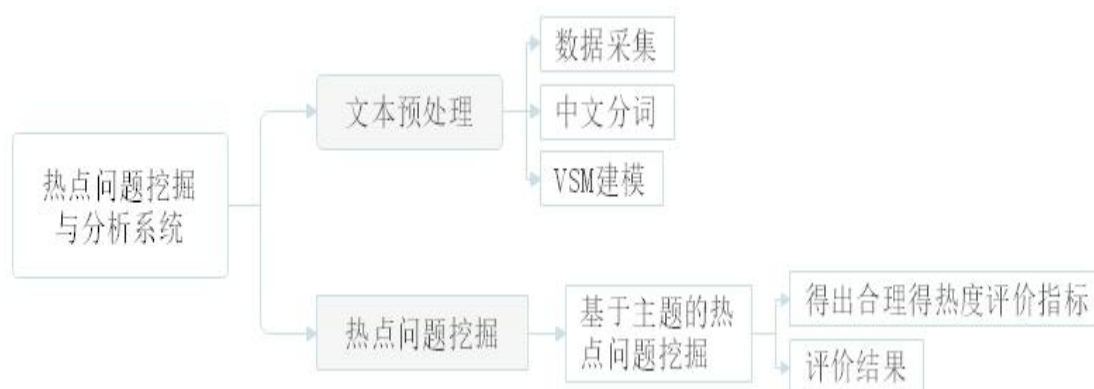 热点问题挖掘
与分析系统
文本预处理
数据采集
中文分词
VSM建模
热点问题挖掘
基于主题的热
点问题挖掘
得出合理得热度评价指标
评价结果